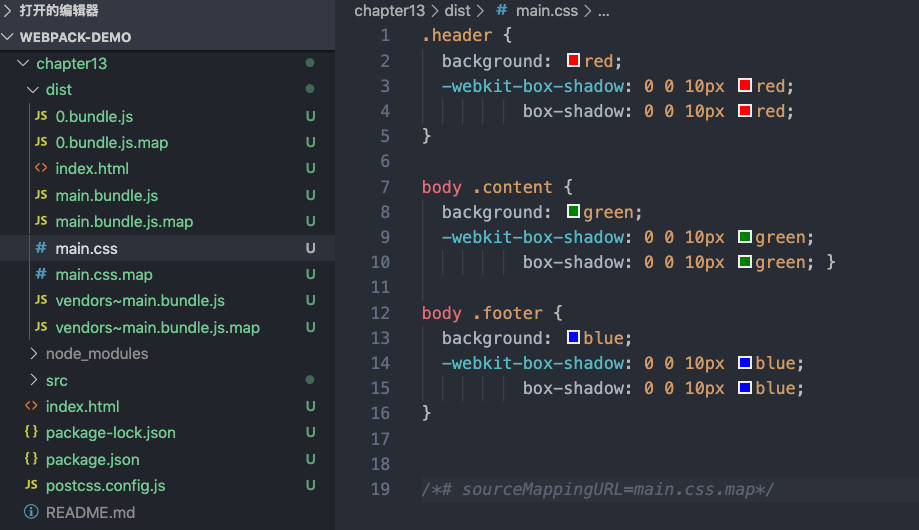 打开的编辑器
WEBPACK-DEMO
chapter13
dist
JS 0.bundle.js U
JS 0.bundle.js.map U
<> index.html U
JS main.bundle.js U
JS main.bundle.js.map U
# main.css U
# main.css.map U
JS vendors~main.bundle.js U
JS vendors~main.bundle.js.map U
node_modules
src
<> index.html U
{} package-lock.json U
{} package.json U
JS postcss.config.js U
README.md
chapter13 > dist > # main.css > ...
1 .header {
2 background: red;
3 -webkit-box-shadow: 0 0 10px red;
4 box-shadow: 0 0 10px red;
5 }
6
7 body .content {
8 background: green;
9 -webkit-box-shadow: 0 0 10px green;
10 box-shadow: 0 0 10px green; }
11
12 body .footer {
13 background: blue;
14 -webkit-box-shadow: 0 0 10px blue;
15 box-shadow: 0 0 10px blue;
16 }
17
18
19 /*# sourceMappingURL=main.css.map*/